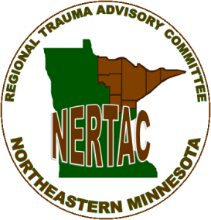 REGIONAL TRAUMA ADVISORY COMMITTEE
NERTAC
NORTHEASTERN MINNESOTA